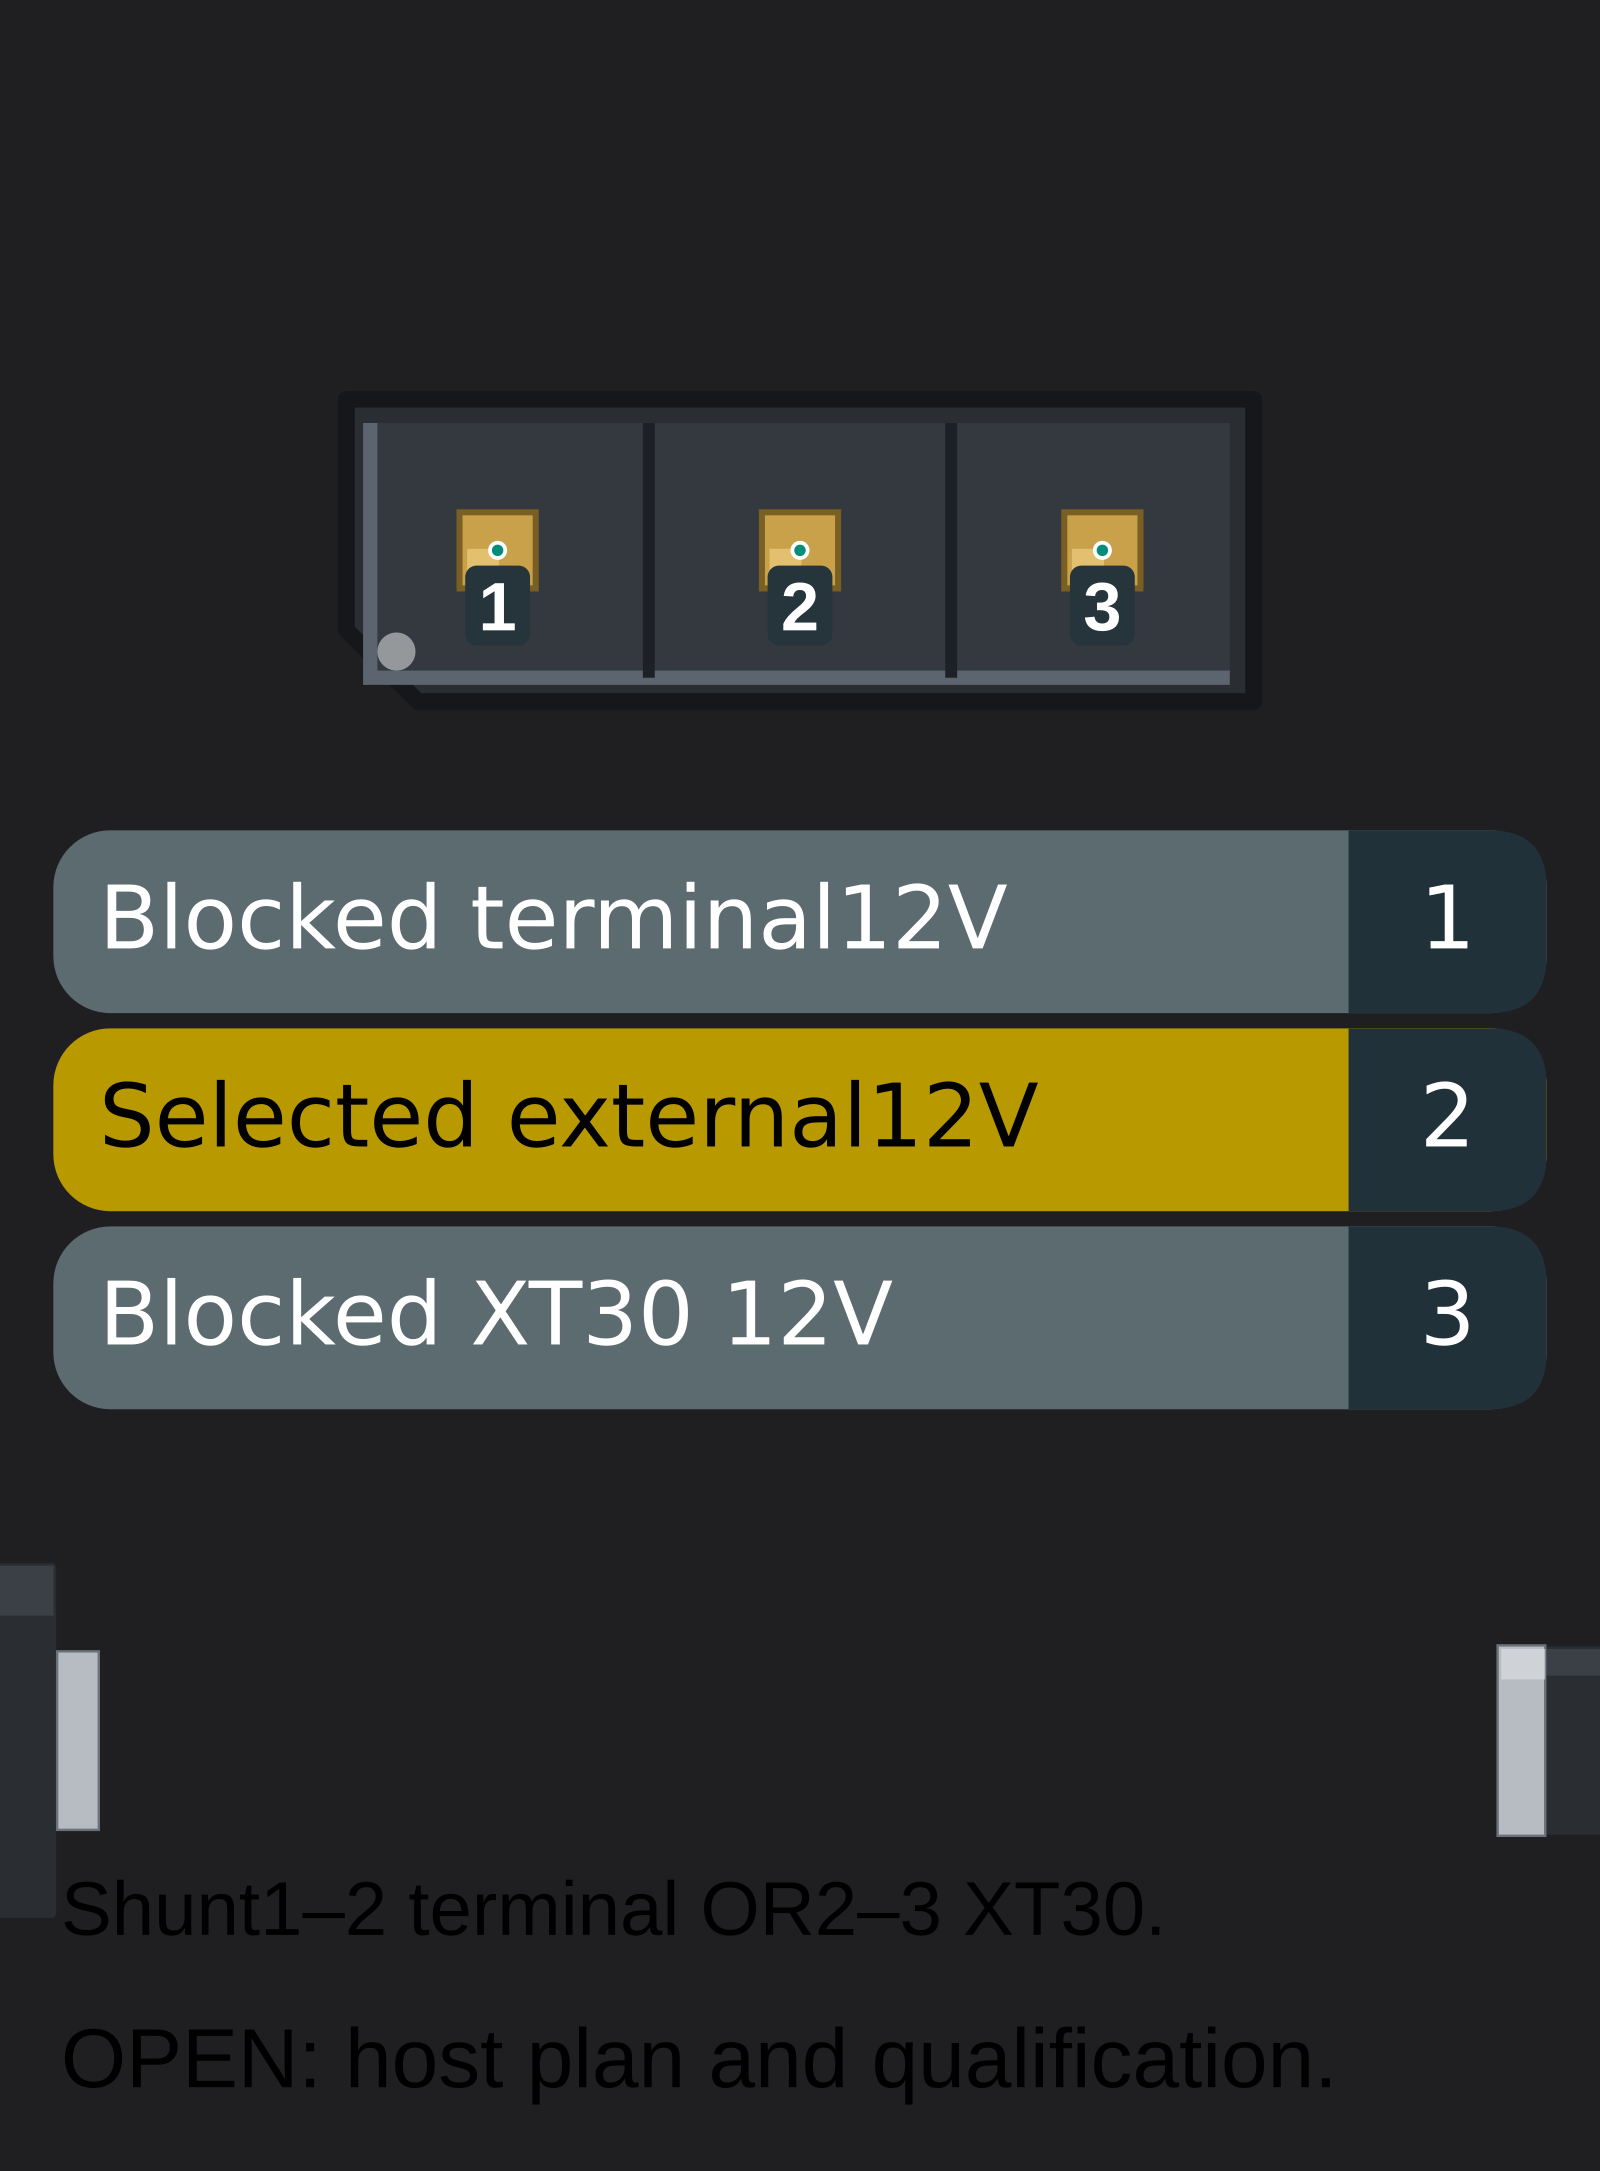 1 2 3
Blocked terminal12V 1
Selected external12V 2
Blocked XT30 12V 3
Shunt1–2 terminal OR2–3 XT30.
OPEN: host plan and qualification.